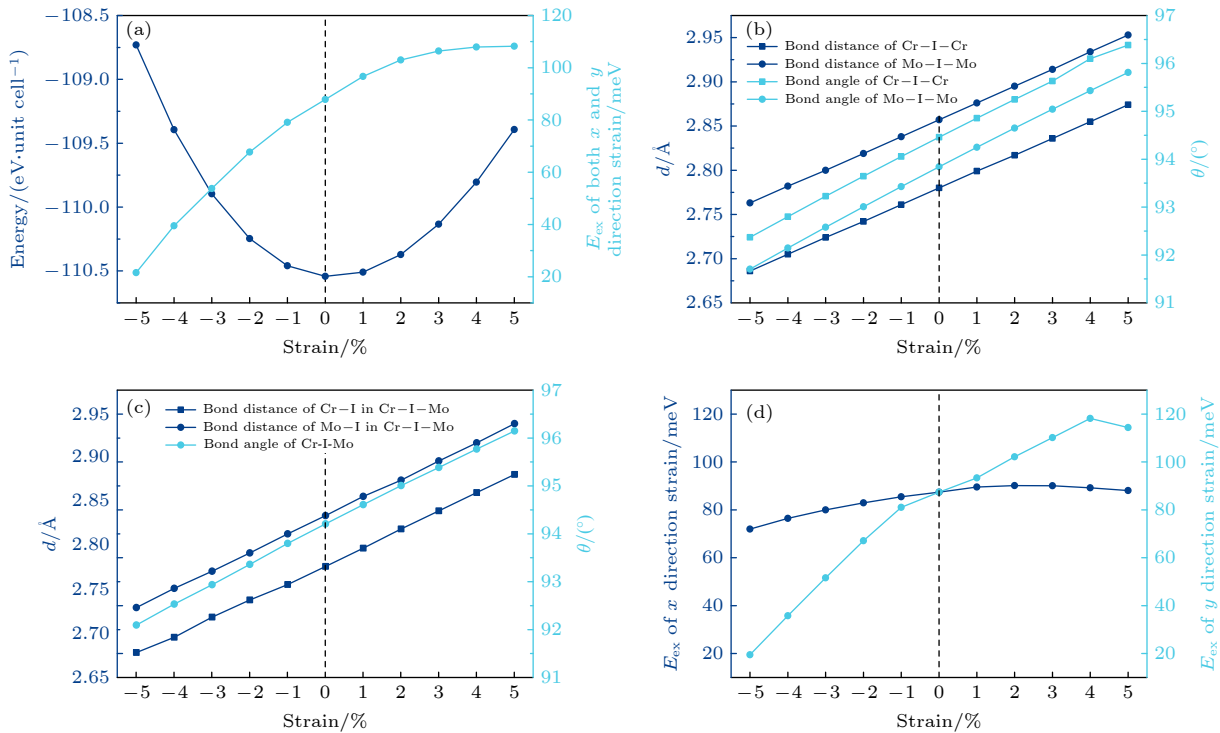 (a)
Energy/(eV·unit cell⁻¹)
−108.5
−109.0
−109.5
−110.0
−110.5
120
100
80
60
40
20
E_ex of both x and y
direction strain/meV
−5 −4 −3 −2 −1 0 1 2 3 4 5
Strain/%
(b)
Bond distance of Cr−I−Cr
Bond distance of Mo−I−Mo
Bond angle of Cr−I−Cr
Bond angle of Mo−I−Mo
d/Å
2.95
2.90
2.85
2.80
2.75
2.70
2.65
97
96
95
94
93
92
91
θ/(°)
−5 −4 −3 −2 −1 0 1 2 3 4 5
Strain/%
(c)
Bond distance of Cr−I in Cr−I−Mo
Bond distance of Mo−I in Cr−I−Mo
Bond angle of Cr-I-Mo
d/Å
2.95
2.90
2.85
2.80
2.75
2.70
2.65
97
96
95
94
93
92
91
θ/(°)
−5 −4 −3 −2 −1 0 1 2 3 4 5
Strain/%
(d)
E_ex of x direction strain/meV
120
100
80
60
40
20
120
100
80
60
40
20
E_ex of y direction strain/meV
−5 −4 −3 −2 −1 0 1 2 3 4 5
Strain/%